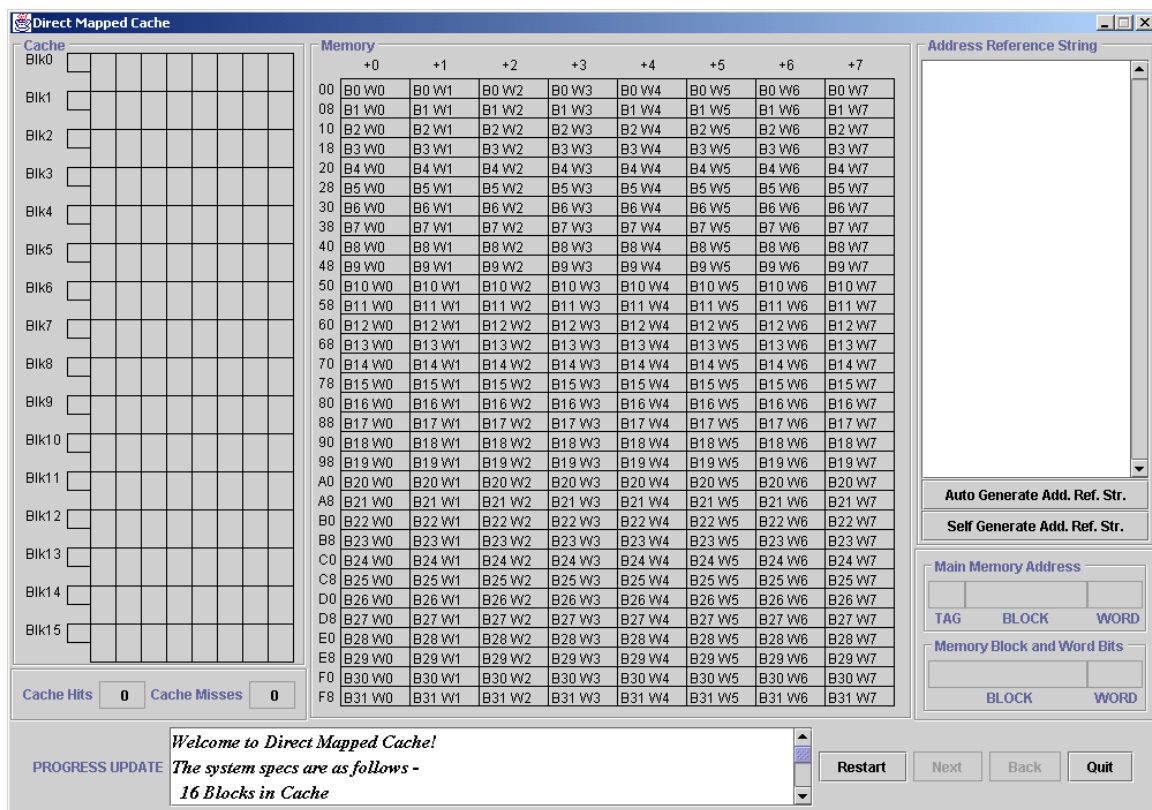 Direct Mapped Cache
Cache
Blk0
Blk1
Blk2
Blk3
Blk4
Blk5
Blk6
Blk7
Blk8
Blk9
Blk10
Blk11
Blk12
Blk13
Blk14
Blk15
Cache Hits 0 Cache Misses 0
Memory
+0 +1 +2 +3 +4 +5 +6 +7
00 B0 W0 B0 W1 B0 W2 B0 W3 B0 W4 B0 W5 B0 W6 B0 W7
08 B1 W0 B1 W1 B1 W2 B1 W3 B1 W4 B1 W5 B1 W6 B1 W7
10 B2 W0 B2 W1 B2 W2 B2 W3 B2 W4 B2 W5 B2 W6 B2 W7
18 B3 W0 B3 W1 B3 W2 B3 W3 B3 W4 B3 W5 B3 W6 B3 W7
20 B4 W0 B4 W1 B4 W2 B4 W3 B4 W4 B4 W5 B4 W6 B4 W7
28 B5 W0 B5 W1 B5 W2 B5 W3 B5 W4 B5 W5 B5 W6 B5 W7
30 B6 W0 B6 W1 B6 W2 B6 W3 B6 W4 B6 W5 B6 W6 B6 W7
38 B7 W0 B7 W1 B7 W2 B7 W3 B7 W4 B7 W5 B7 W6 B7 W7
40 B8 W0 B8 W1 B8 W2 B8 W3 B8 W4 B8 W5 B8 W6 B8 W7
48 B9 W0 B9 W1 B9 W2 B9 W3 B9 W4 B9 W5 B9 W6 B9 W7
50 B10 W0 B10 W1 B10 W2 B10 W3 B10 W4 B10 W5 B10 W6 B10 W7
58 B11 W0 B11 W1 B11 W2 B11 W3 B11 W4 B11 W5 B11 W6 B11 W7
60 B12 W0 B12 W1 B12 W2 B12 W3 B12 W4 B12 W5 B12 W6 B12 W7
68 B13 W0 B13 W1 B13 W2 B13 W3 B13 W4 B13 W5 B13 W6 B13 W7
70 B14 W0 B14 W1 B14 W2 B14 W3 B14 W4 B14 W5 B14 W6 B14 W7
78 B15 W0 B15 W1 B15 W2 B15 W3 B15 W4 B15 W5 B15 W6 B15 W7
80 B16 W0 B16 W1 B16 W2 B16 W3 B16 W4 B16 W5 B16 W6 B16 W7
88 B17 W0 B17 W1 B17 W2 B17 W3 B17 W4 B17 W5 B17 W6 B17 W7
90 B18 W0 B18 W1 B18 W2 B18 W3 B18 W4 B18 W5 B18 W6 B18 W7
98 B19 W0 B19 W1 B19 W2 B19 W3 B19 W4 B19 W5 B19 W6 B19 W7
A0 B20 W0 B20 W1 B20 W2 B20 W3 B20 W4 B20 W5 B20 W6 B20 W7
A8 B21 W0 B21 W1 B21 W2 B21 W3 B21 W4 B21 W5 B21 W6 B21 W7
B0 B22 W0 B22 W1 B22 W2 B22 W3 B22 W4 B22 W5 B22 W6 B22 W7
B8 B23 W0 B23 W1 B23 W2 B23 W3 B23 W4 B23 W5 B23 W6 B23 W7
C0 B24 W0 B24 W1 B24 W2 B24 W3 B24 W4 B24 W5 B24 W6 B24 W7
C8 B25 W0 B25 W1 B25 W2 B25 W3 B25 W4 B25 W5 B25 W6 B25 W7
D0 B26 W0 B26 W1 B26 W2 B26 W3 B26 W4 B26 W5 B26 W6 B26 W7
D8 B27 W0 B27 W1 B27 W2 B27 W3 B27 W4 B27 W5 B27 W6 B27 W7
E0 B28 W0 B28 W1 B28 W2 B28 W3 B28 W4 B28 W5 B28 W6 B28 W7
E8 B29 W0 B29 W1 B29 W2 B29 W3 B29 W4 B29 W5 B29 W6 B29 W7
F0 B30 W0 B30 W1 B30 W2 B30 W3 B30 W4 B30 W5 B30 W6 B30 W7
F8 B31 W0 B31 W1 B31 W2 B31 W3 B31 W4 B31 W5 B31 W6 B31 W7
Address Reference String
Auto Generate Add. Ref. Str.
Self Generate Add. Ref. Str.
Main Memory Address
TAG BLOCK WORD
Memory Block and Word Bits
BLOCK WORD
PROGRESS UPDATE
Welcome to Direct Mapped Cache!
The system specs are as follows -
16 Blocks in Cache
Restart Next Back Quit